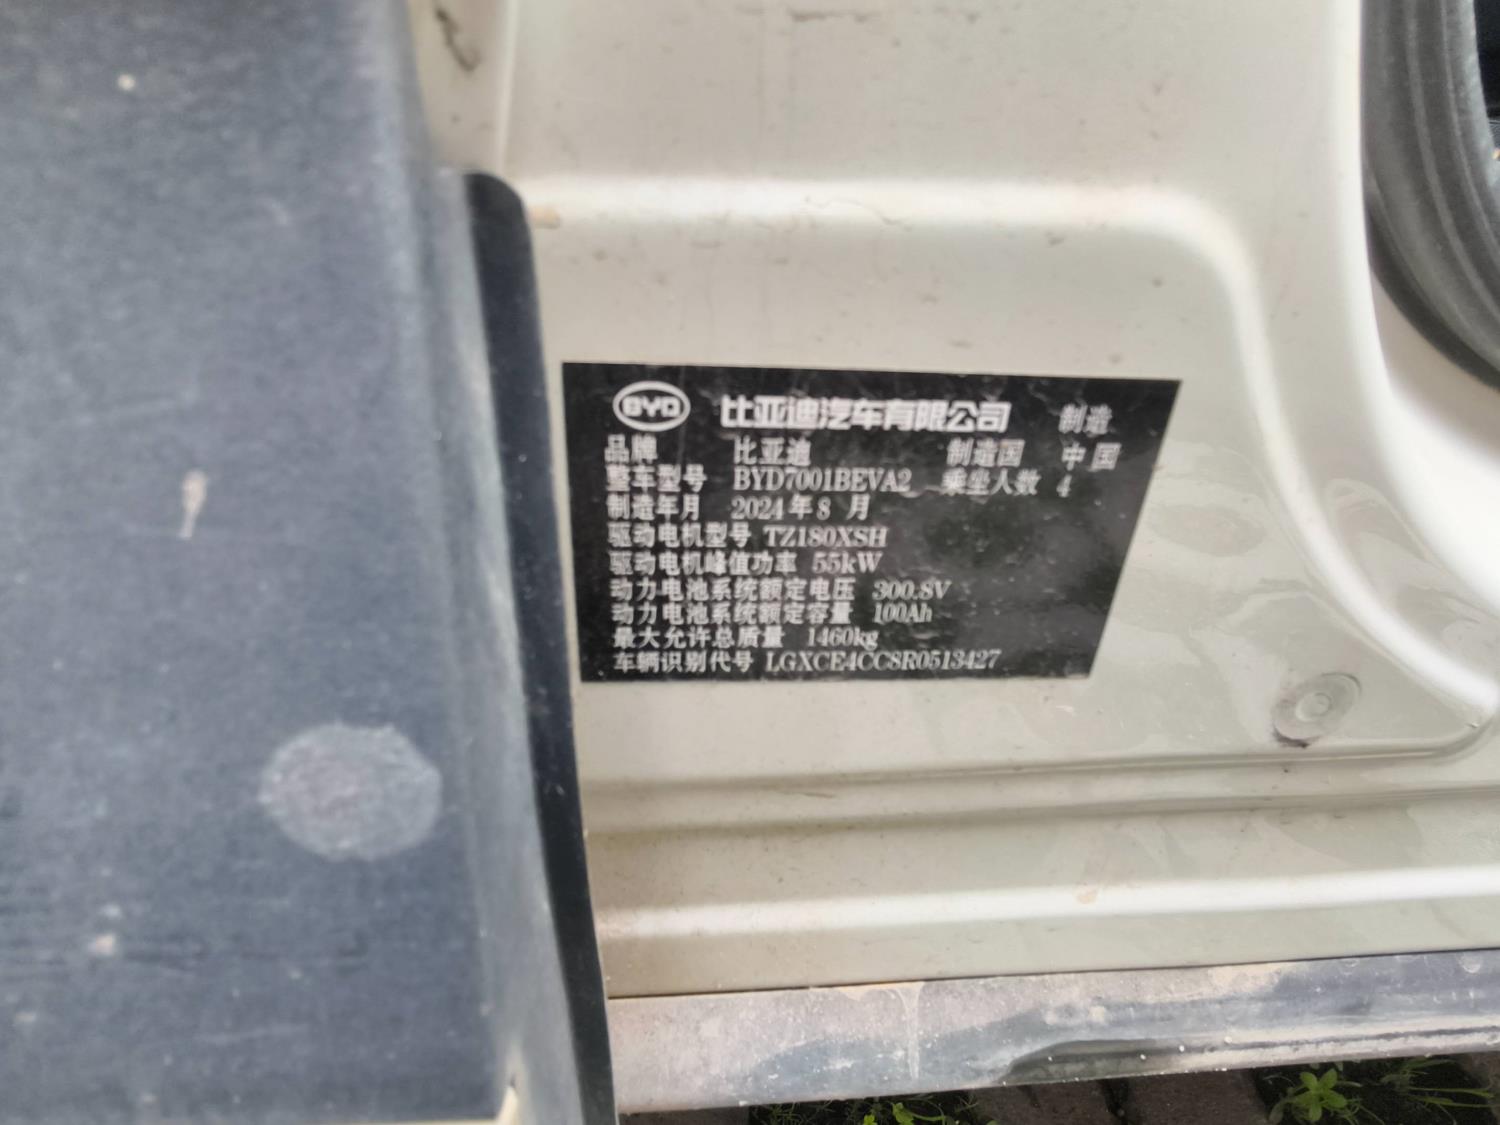 BYD 比亚迪汽车有限公司 制造
品牌 比亚迪 制造国 中国
整车型号 BYD7001BEVA2 乘坐人数 4
制造年月 2024年8月
驱动电机型号 TZ180XSH
驱动电机峰值功率 55kW
动力电池系统额定电压 300.8V
动力电池系统额定容量 100Ah
最大允许总质量 1460kg
车辆识别代号 LGXCE4CC8R0513427